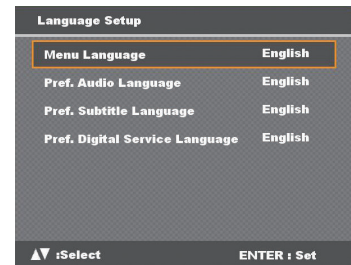 Language Setup
Menu Language English
Pref. Audio Language English
Pref. Subtitle Language English
Pref. Digital Service Language English
▲▼ :Select ENTER : Set